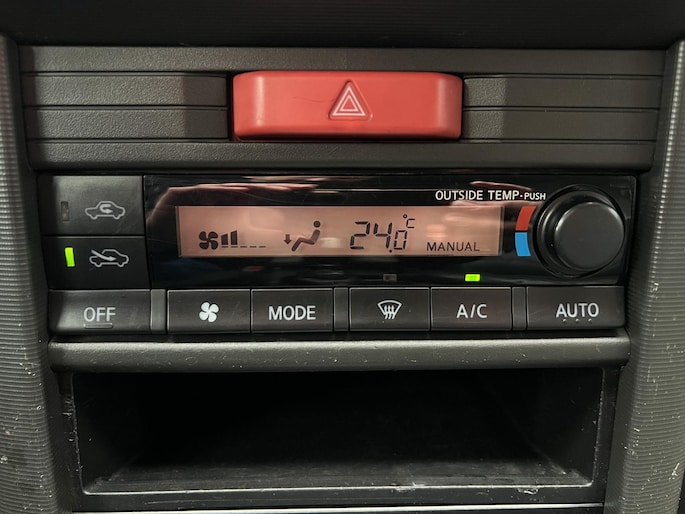 OUTSIDE TEMP·PUSH
24.0°C MANUAL
OFF MODE A/C AUTO